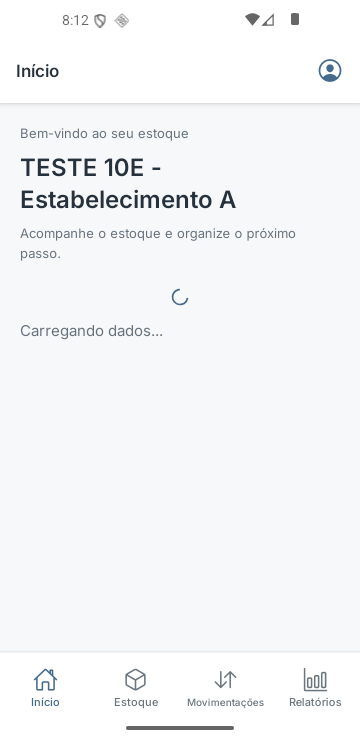 8:12
Início
Bem-vindo ao seu estoque
TESTE 10E -
Estabelecimento A
Acompanhe o estoque e organize o próximo
passo.
Carregando dados...
Início
Estoque
Movimentações
Relatórios